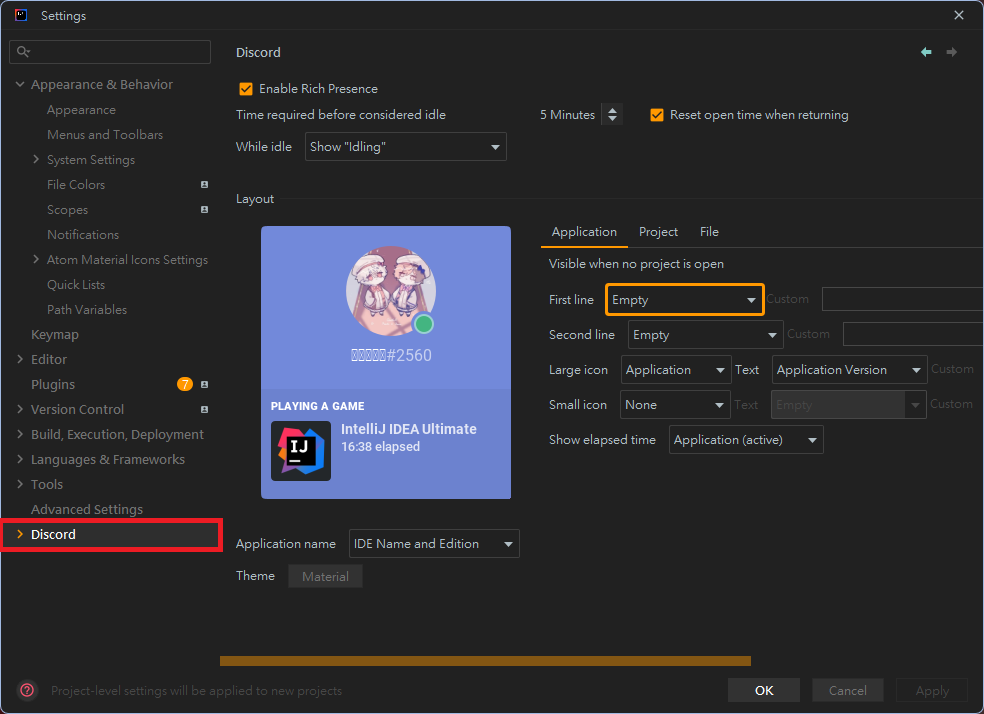 Settings
Discord
Appearance & Behavior
Appearance
Menus and Toolbars
System Settings
File Colors
Scopes
Notifications
Atom Material Icons Settings
Quick Lists
Path Variables
Keymap
Editor
Plugins 7
Version Control
Build, Execution, Deployment
Languages & Frameworks
Tools
Advanced Settings
Discord
Enable Rich Presence
Time required before considered idle 5 Minutes Reset open time when returning
While idle Show "Idling"
Layout
#2560
PLAYING A GAME
IJ
IntelliJ IDEA Ultimate
16:38 elapsed
Application Project File
Visible when no project is open
First line Empty Custom
Second line Empty Custom
Large icon Application Text Application Version Custom
Small icon None Text Empty Custom
Show elapsed time Application (active)
Application name IDE Name and Edition
Theme Material
? Project-level settings will be applied to new projects
OK Cancel Apply